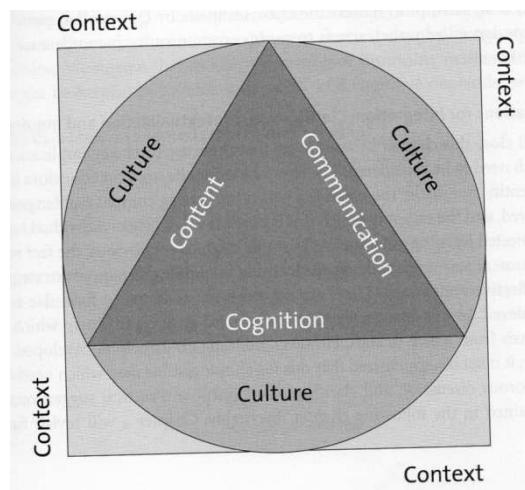 Context
Context
Culture
Culture
Content
Communication
Cognition
Culture
Context
Context